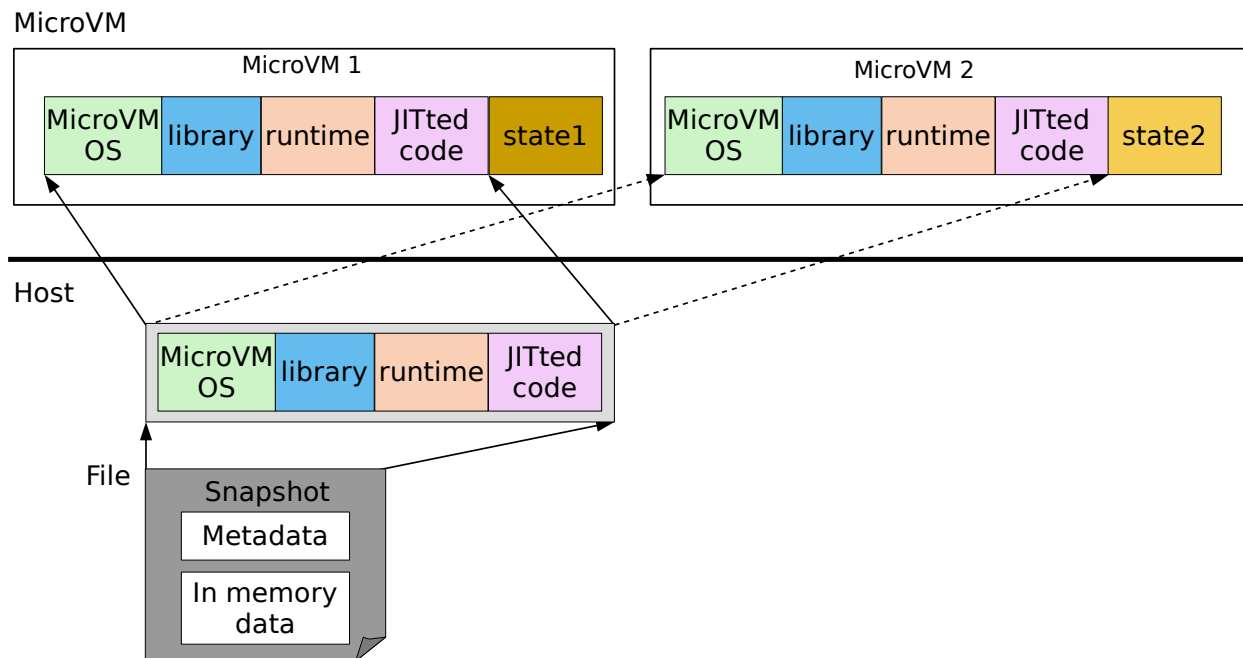 MicroVM
MicroVM 1
MicroVM
OS
library
runtime
JITted
code
state1
MicroVM 2
MicroVM
OS
library
runtime
JITted
code
state2
Host
MicroVM
OS
library
runtime
JITted
code
File
Snapshot
Metadata
In memory
data